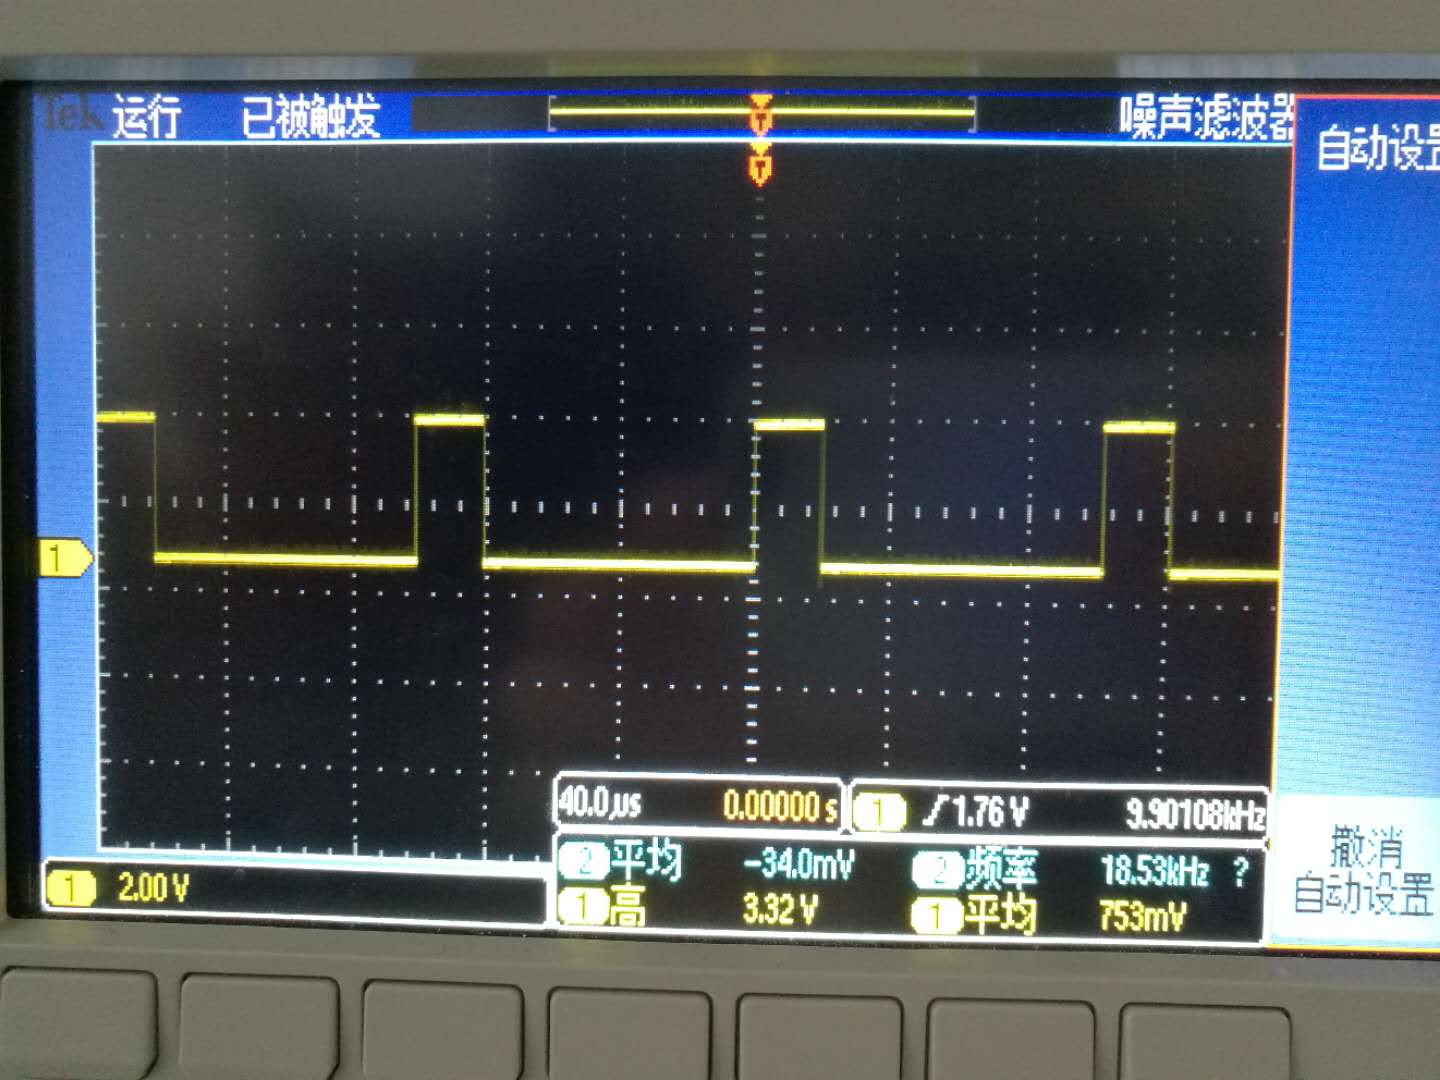 Tek 运行 已被触发 噪声滤波器
T
T
自动设置
1
40.0µs 0.00000 s
1 1.76 V 9.90108kHz
2 平均 -34.0mV 2 频率 18.53kHz ?
1 高 3.32 V 1 平均 753mV
1 2.00 V
撤消
自动设置